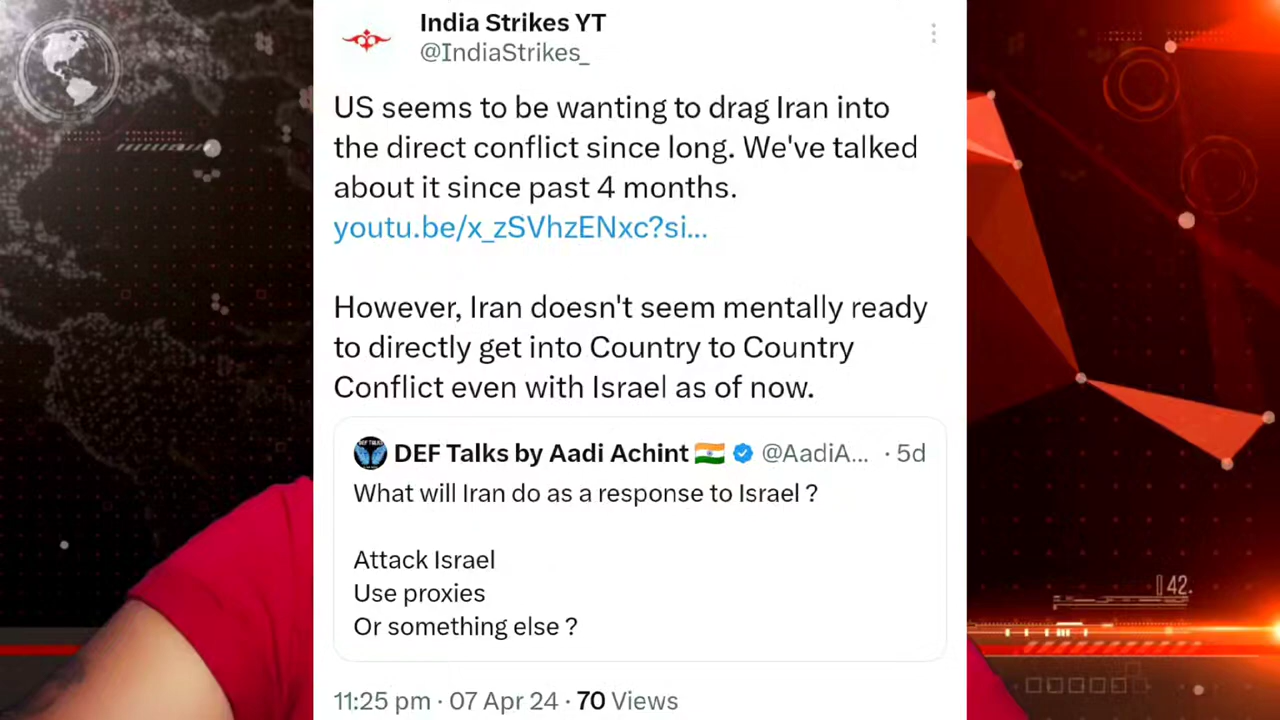 India Strikes YT
@IndiaStrikes_
US seems to be wanting to drag Iran into
the direct conflict since long. We've talked
about it since past 4 months.
youtu.be/x_zSVhzENxc?si...
However, Iran doesn't seem mentally ready
to directly get into Country to Country
Conflict even with Israel as of now.
DEF Talks by Aadi Achint @AadiA... · 5d
What will Iran do as a response to Israel ?
Attack Israel
Use proxies
Or something else ?
11:25 pm · 07 Apr 24 · 70 Views
42.